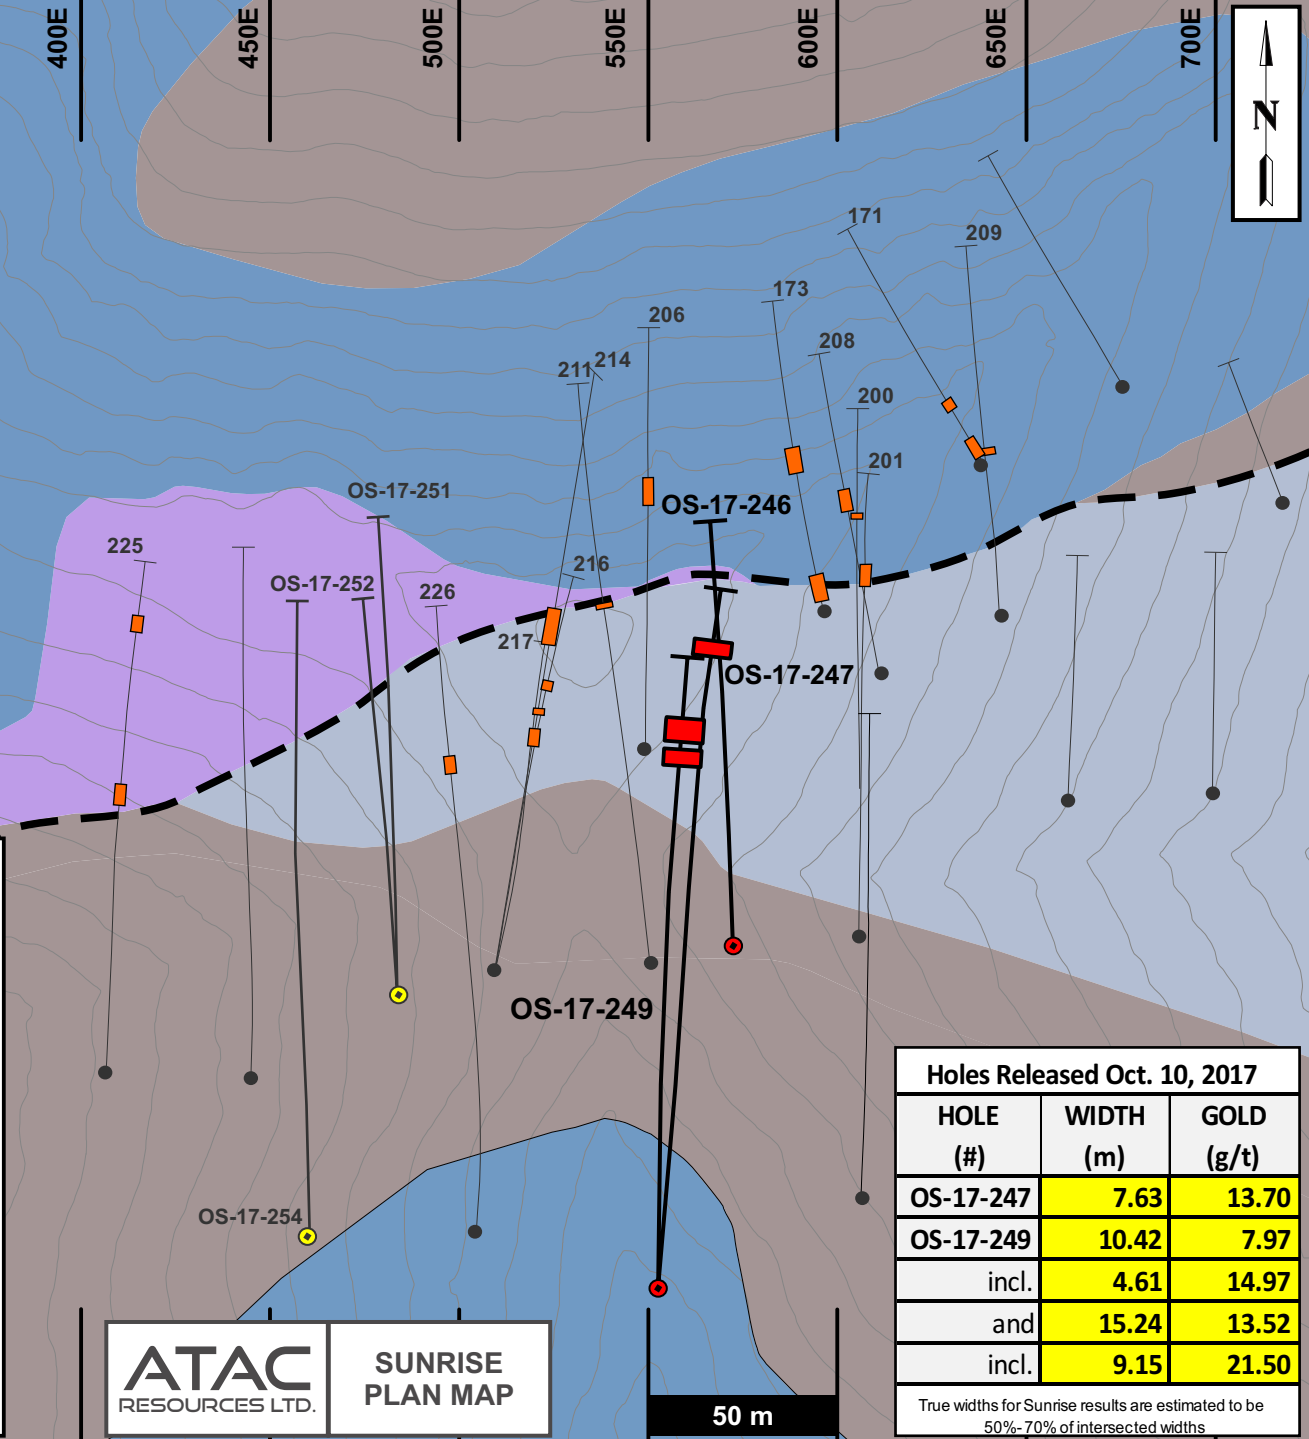 400E
450E
500E
550E
600E
650E
700E
N
171
209
173
206
208
214
211
200
201
OS-17-251
OS-17-246
225
216
OS-17-252
226
217
OS-17-247
OS-17-249
OS-17-254
Holes Released Oct. 10, 2017
HOLE WIDTH GOLD
(#) (m) (g/t)
OS-17-247 7.63 13.70
OS-17-249 10.42 7.97
incl. 4.61 14.97
and 15.24 13.52
incl. 9.15 21.50
True widths for Sunrise results are estimated to be
50%-70% of intersected widths
ATAC
RESOURCES LTD.
SUNRISE
PLAN MAP
50 m